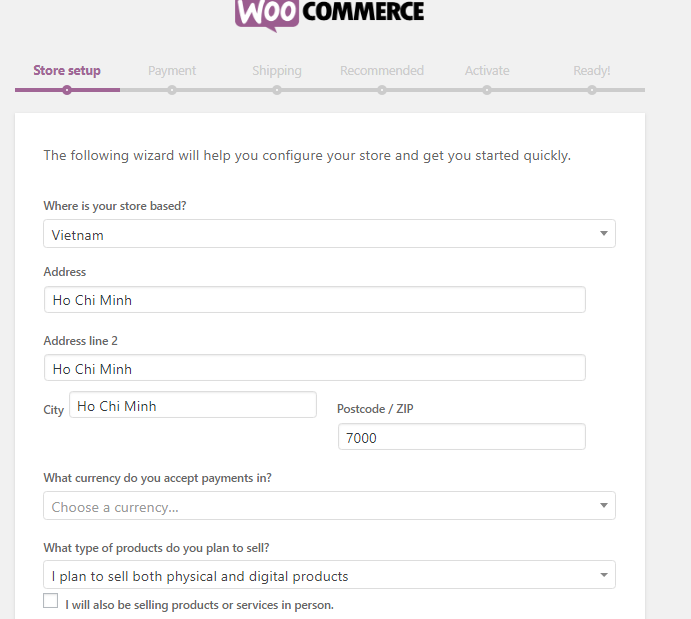 WOO COMMERCE
Store setup Payment Shipping Recommended Activate Ready!
The following wizard will help you configure your store and get you started quickly.
Where is your store based?
Vietnam
Address
Ho Chi Minh
Address line 2
Ho Chi Minh
City Ho Chi Minh
Postcode / ZIP
7000
What currency do you accept payments in?
Choose a currency...
What type of products do you plan to sell?
I plan to sell both physical and digital products
I will also be selling products or services in person.